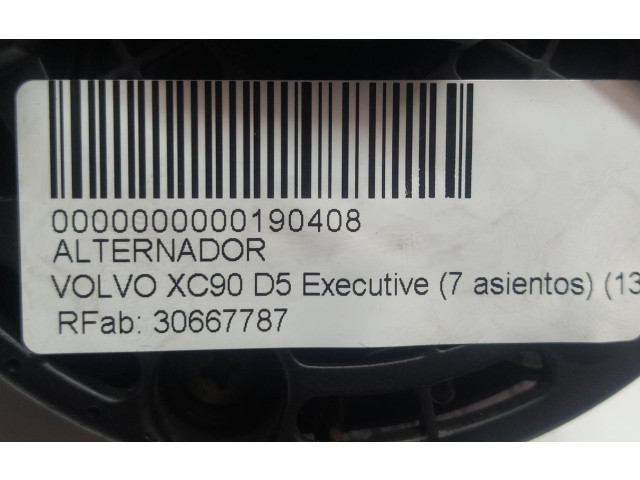 0000000000190408
ALTERNADOR
VOLVO XC90 D5 Executive (7 asientos) (13
RFab: 30667787